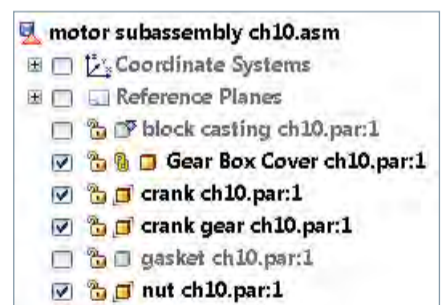 motor subassembly ch10.asm
Coordinate Systems
Reference Planes
block casting ch10.par:1
Gear Box Cover ch10.par:1
crank ch10.par:1
crank gear ch10.par:1
gasket ch10.par:1
nut ch10.par:1